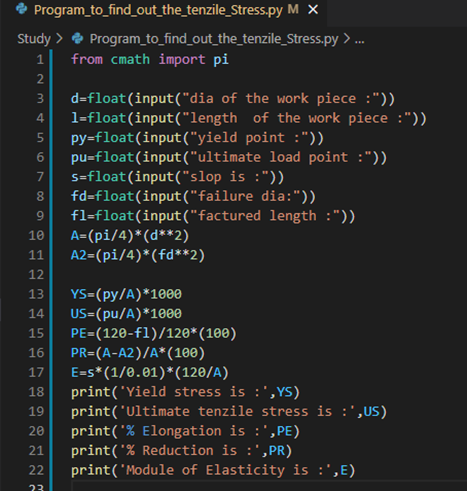 Program_to_find_out_the_tenzile_Stress.py M ×
Study > Program_to_find_out_the_tenzile_Stress.py > ...
1 from cmath import pi
2
3 d=float(input("dia of the work piece :"))
4 l=float(input("length  of the work piece :"))
5 py=float(input("yield point :"))
6 pu=float(input("ultimate load point :"))
7 s=float(input("slop is :"))
8 fd=float(input("failure dia:"))
9 fl=float(input("factured length :"))
10 A=(pi/4)*(d**2)
11 A2=(pi/4)*(fd**2)
12
13 YS=(py/A)*1000
14 US=(pu/A)*1000
15 PE=(120-fl)/120*(100)
16 PR=(A-A2)/A*(100)
17 E=s*(1/0.01)*(120/A)
18 print('Yield stress is :',YS)
19 print('Ultimate tenzile stress is :',US)
20 print('% Elongation is :',PE)
21 print('% Reduction is :',PR)
22 print('Module of Elasticity is :',E)
23